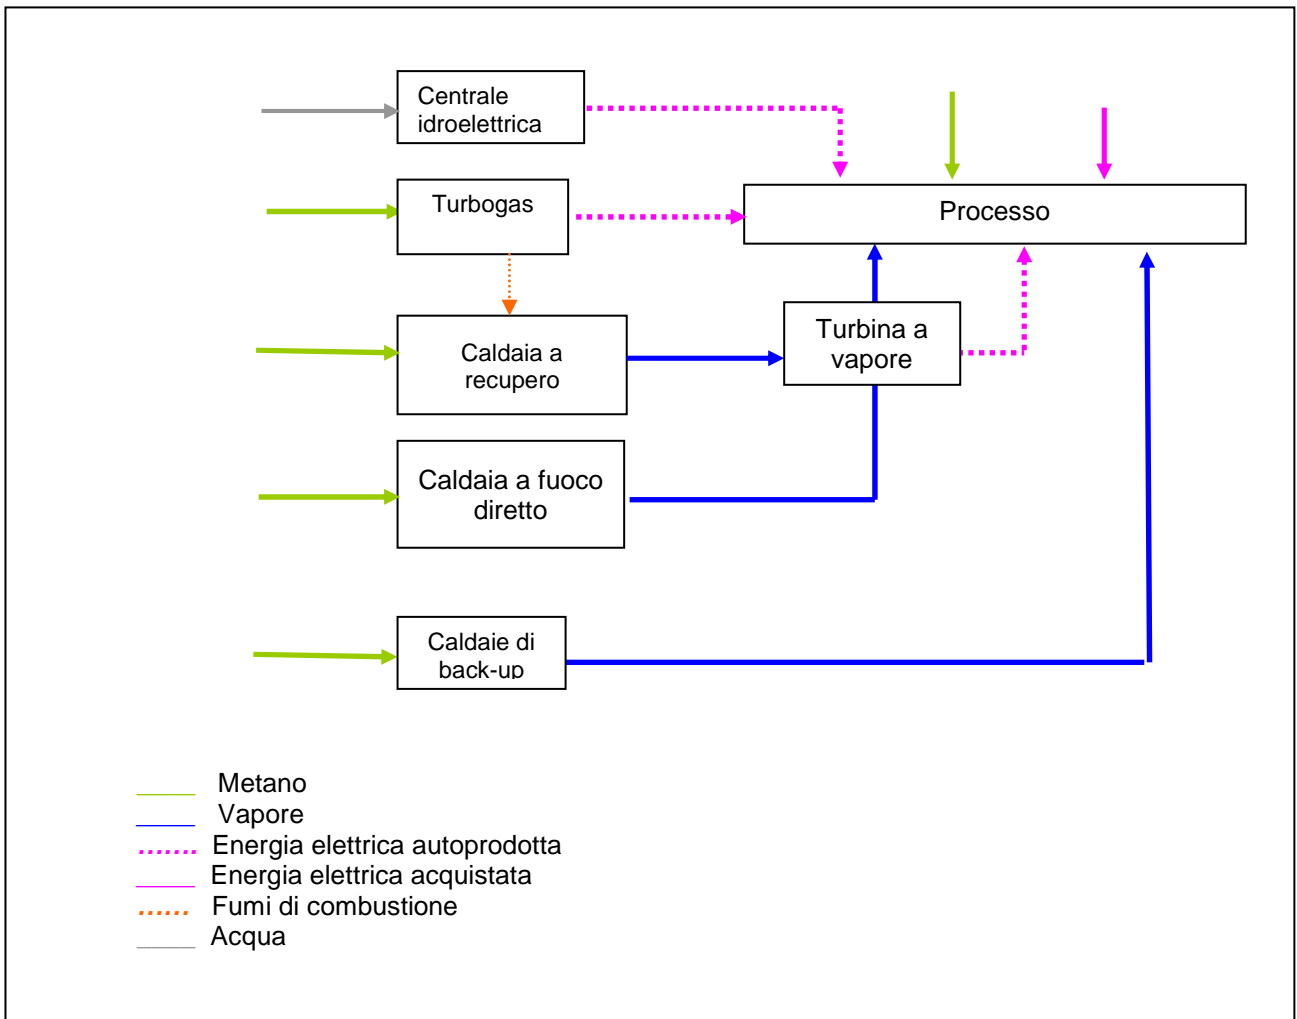 Centrale
idroelettrica
Turbogas
Processo
Caldaia a
recupero
Turbina a
vapore
Caldaia a fuoco
diretto
Caldaie di
back-up
Metano
Vapore
Energia elettrica autoprodotta
Energia elettrica acquistata
Fumi di combustione
Acqua